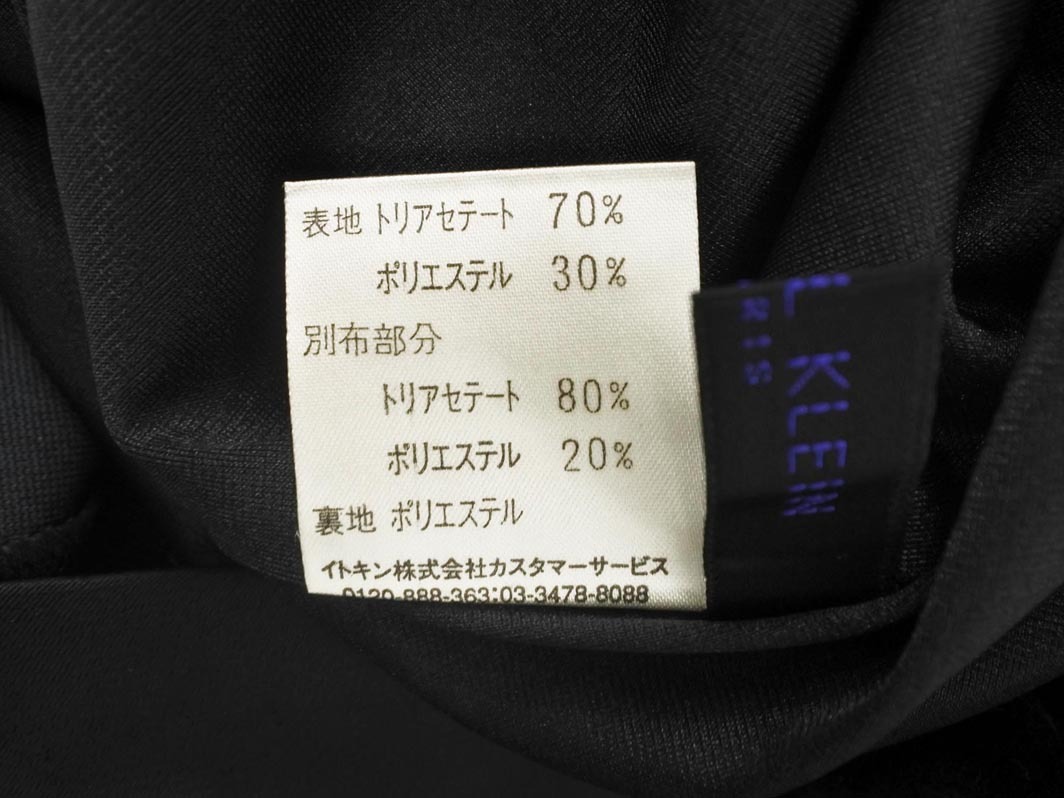 表地 トリアセテート 70%
ポリエステル 30%
別布部分
トリアセテート 80%
ポリエステル 20%
裏地 ポリエステル
イトキン株式会社カスタマーサービス
0120-888-363:03-3478-8088
L KLEIN